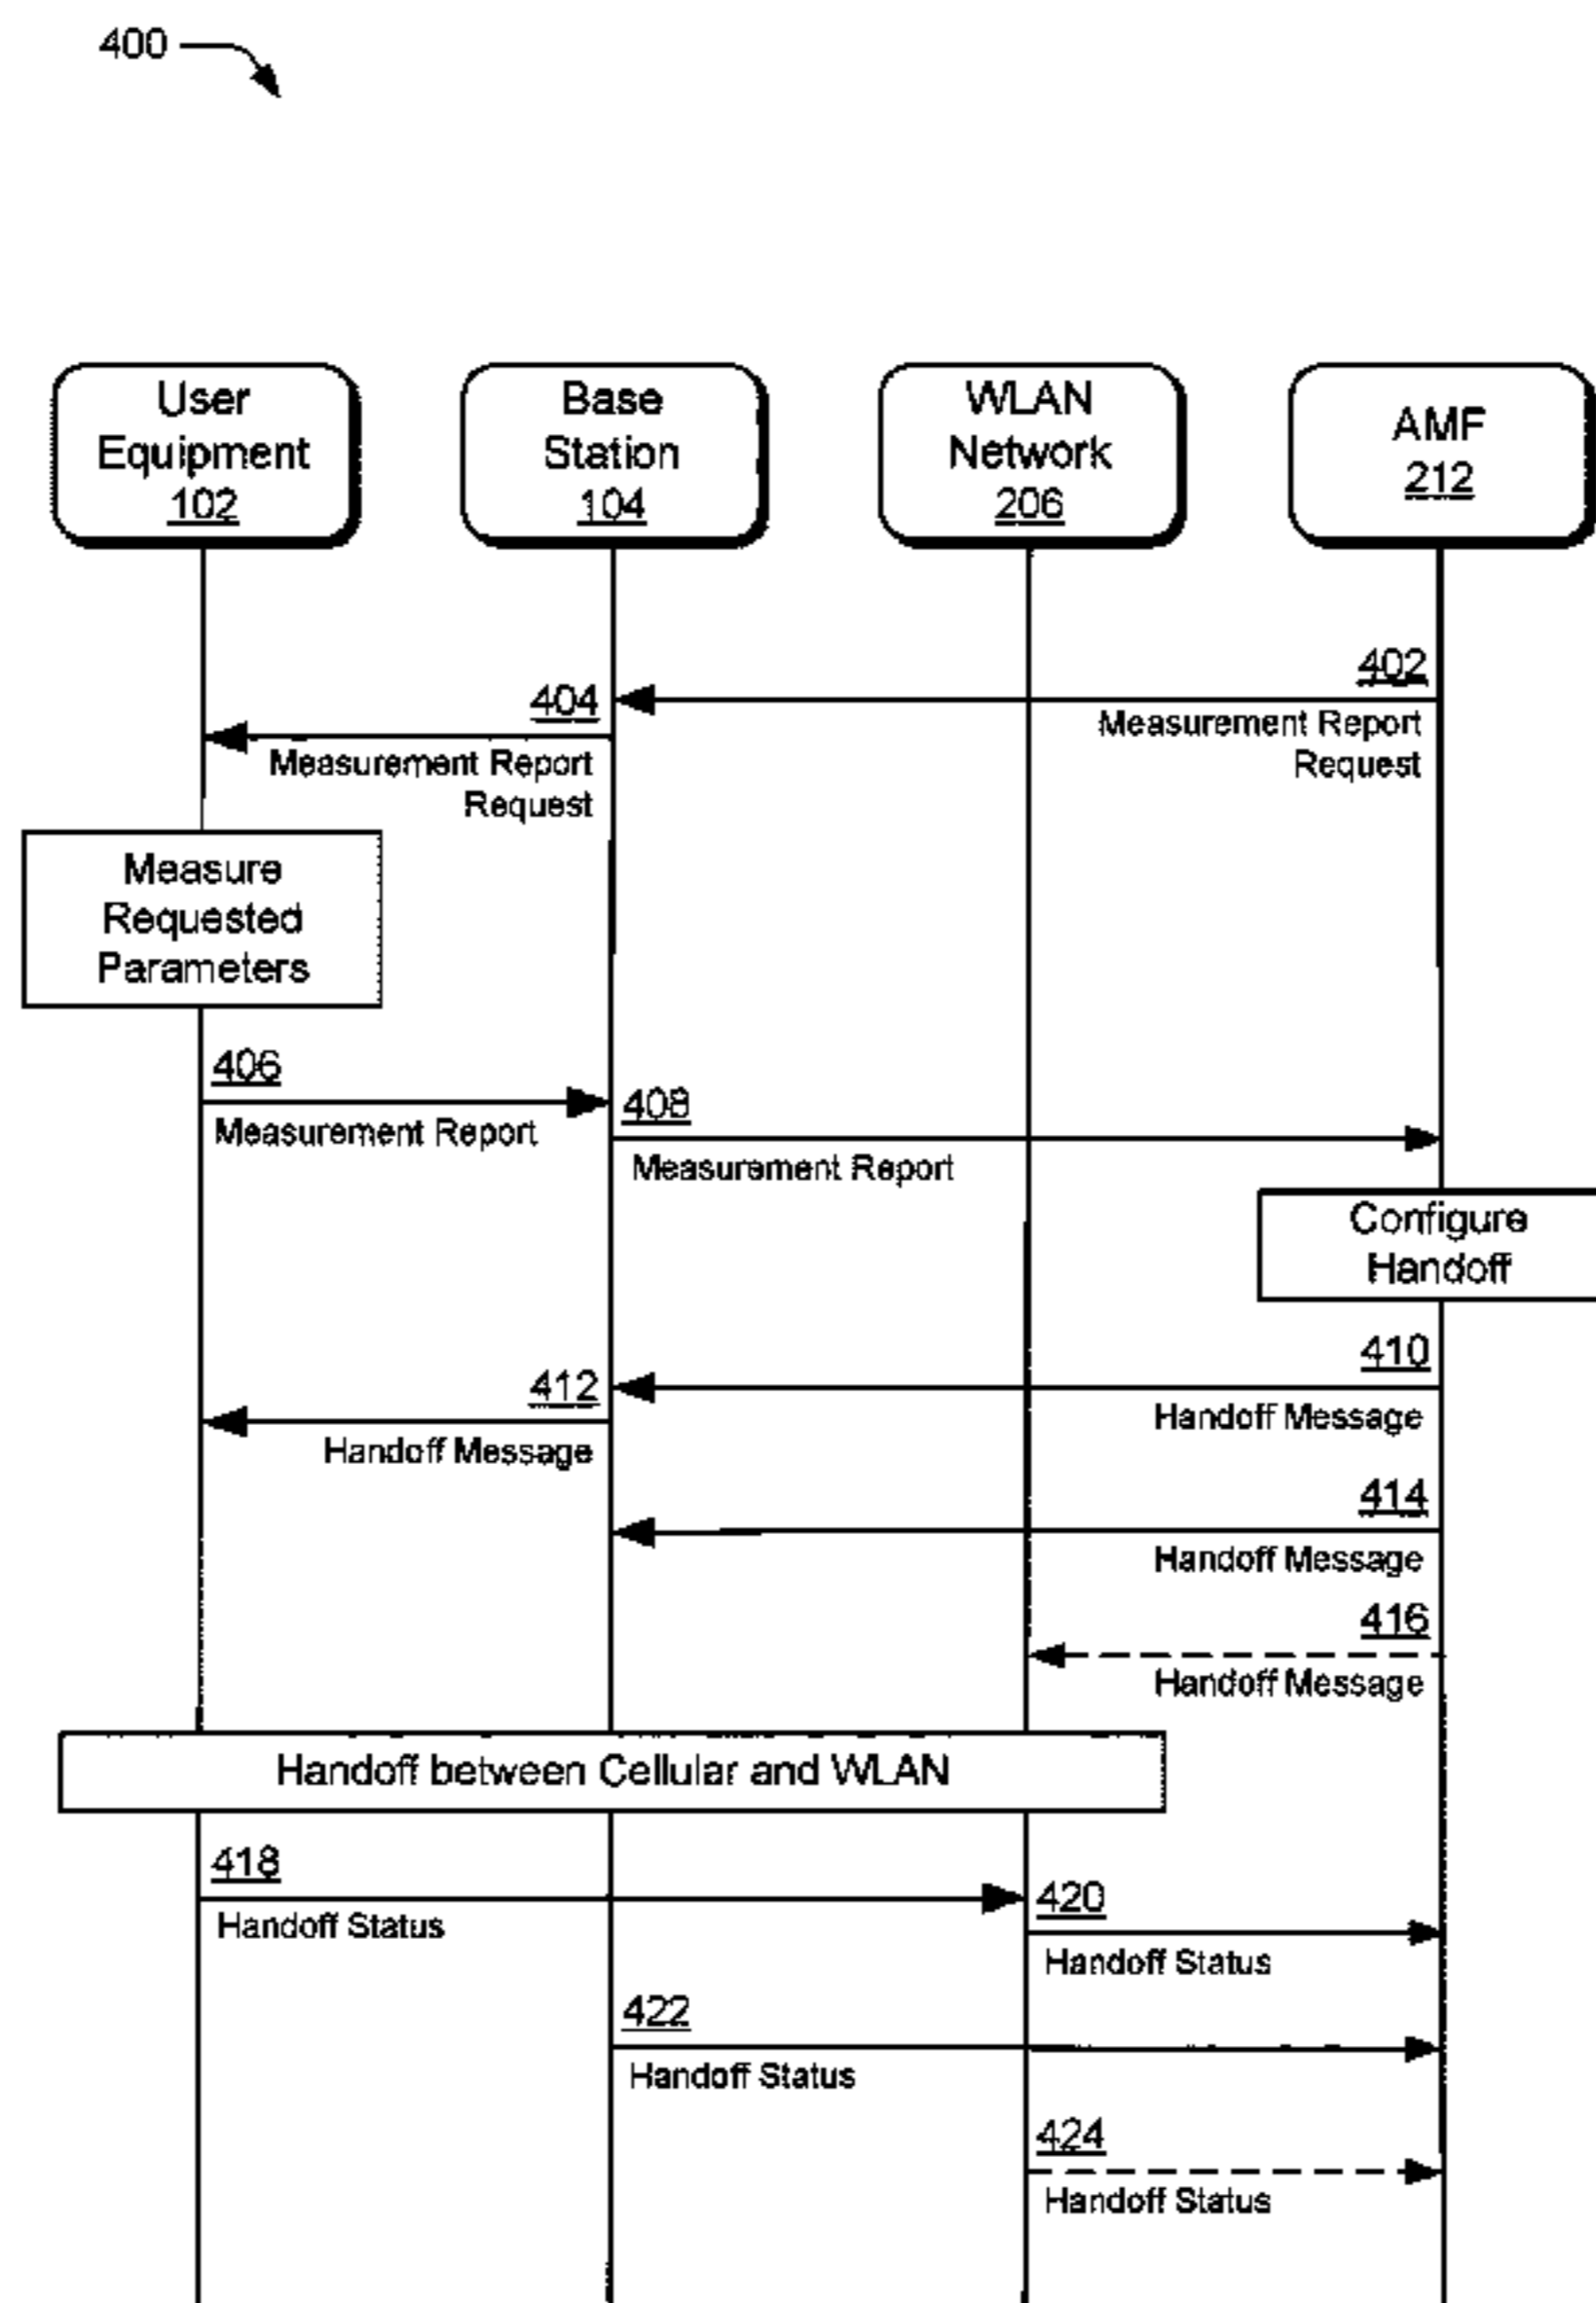 400
User
Equipment
102
Base
Station
104
WLAN
Network
206
AMF
212
402
Measurement Report
Request
404
Measurement Report
Request
Measure
Requested
Parameters
406
Measurement Report
408
Measurement Report
Configure
Handoff
410
Handoff Message
412
Handoff Message
414
Handoff Message
416
Handoff Message
Handoff between Cellular and WLAN
418
Handoff Status
420
Handoff Status
422
Handoff Status
424
Handoff Status